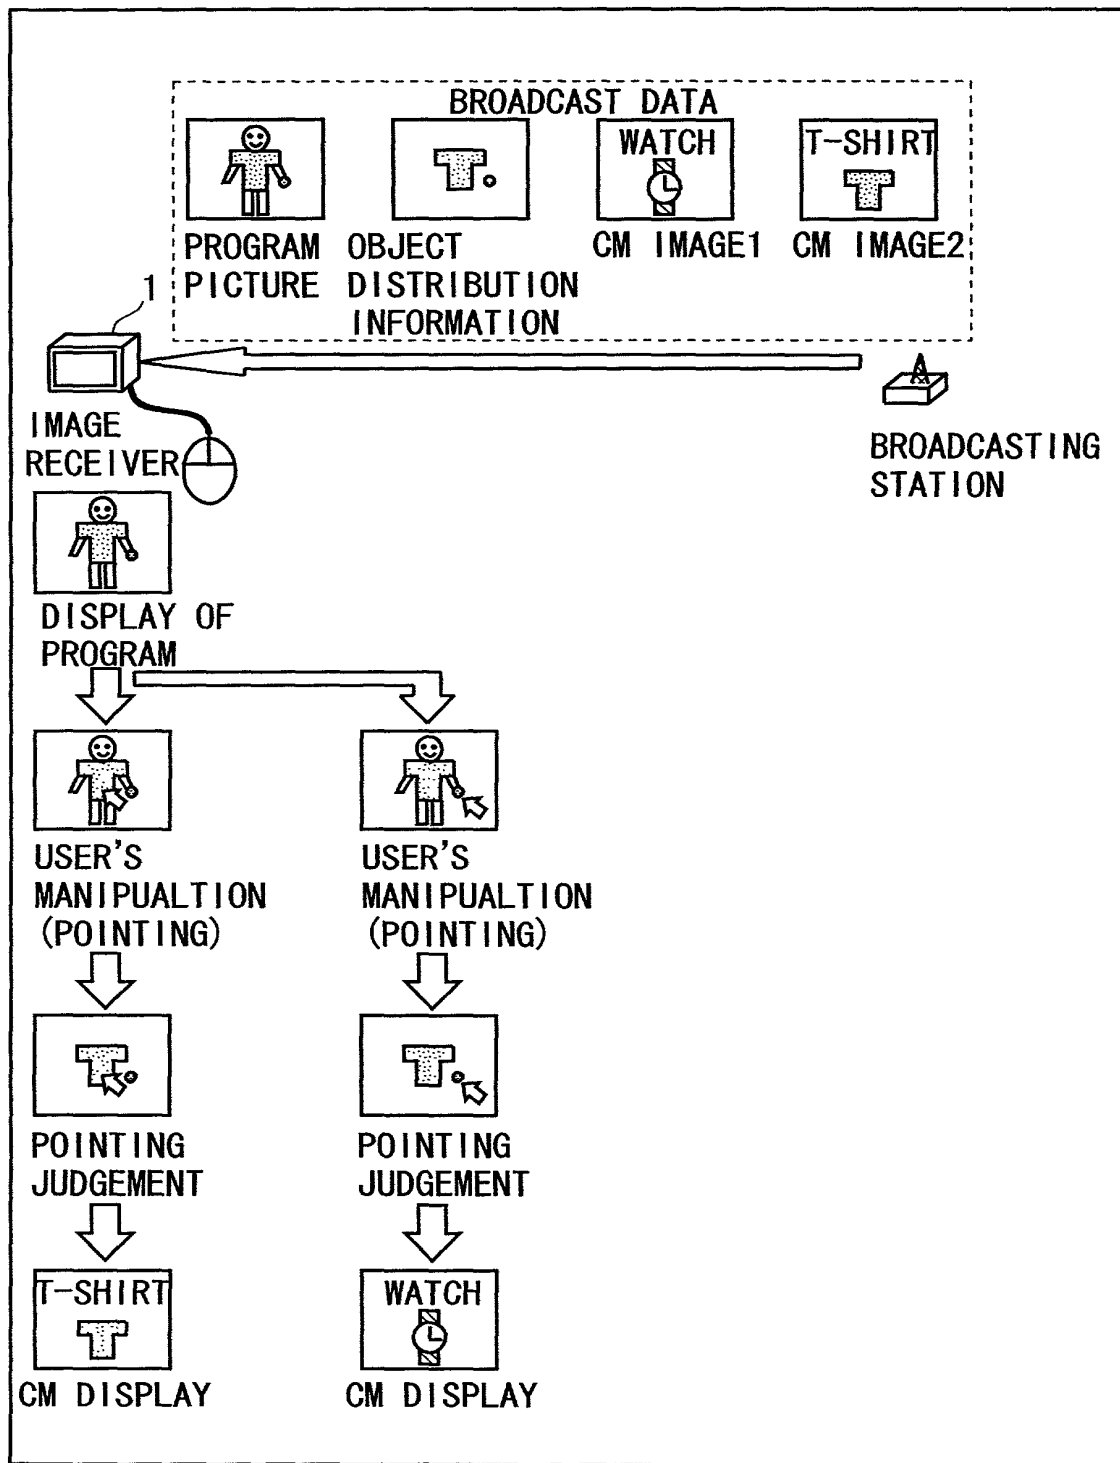 BROADCAST DATA
WATCH
T-SHIRT
PROGRAM
PICTURE
OBJECT
DISTRIBUTION
INFORMATION
CM IMAGE1
CM IMAGE2
1
IMAGE
RECEIVER
BROADCASTING
STATION
DISPLAY OF
PROGRAM
USER'S
MANIPUALTION
(POINTING)
USER'S
MANIPUALTION
(POINTING)
POINTING
JUDGEMENT
POINTING
JUDGEMENT
T-SHIRT
WATCH
CM DISPLAY
CM DISPLAY